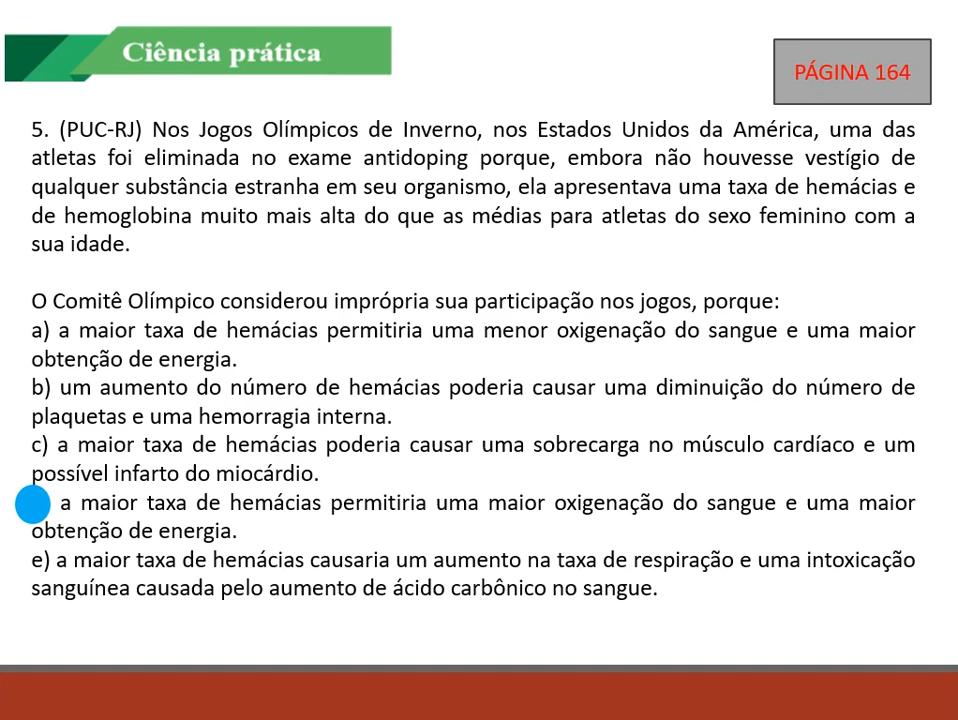 Ciência prática
PÁGINA 164
5. (PUC-RJ) Nos Jogos Olímpicos de Inverno, nos Estados Unidos da América, uma das
atletas foi eliminada no exame antidoping porque, embora não houvesse vestígio de
qualquer substância estranha em seu organismo, ela apresentava uma taxa de hemácias e
de hemoglobina muito mais alta do que as médias para atletas do sexo feminino com a
sua idade.
O Comitê Olímpico considerou imprópria sua participação nos jogos, porque:
a) a maior taxa de hemácias permitiria uma menor oxigenação do sangue e uma maior
obtenção de energia.
b) um aumento do número de hemácias poderia causar uma diminuição do número de
plaquetas e uma hemorragia interna.
c) a maior taxa de hemácias poderia causar uma sobrecarga no músculo cardíaco e um
possível infarto do miocárdio.
a maior taxa de hemácias permitiria uma maior oxigenação do sangue e uma maior
obtenção de energia.
e) a maior taxa de hemácias causaria um aumento na taxa de respiração e uma intoxicação
sanguínea causada pelo aumento de ácido carbônico no sangue.